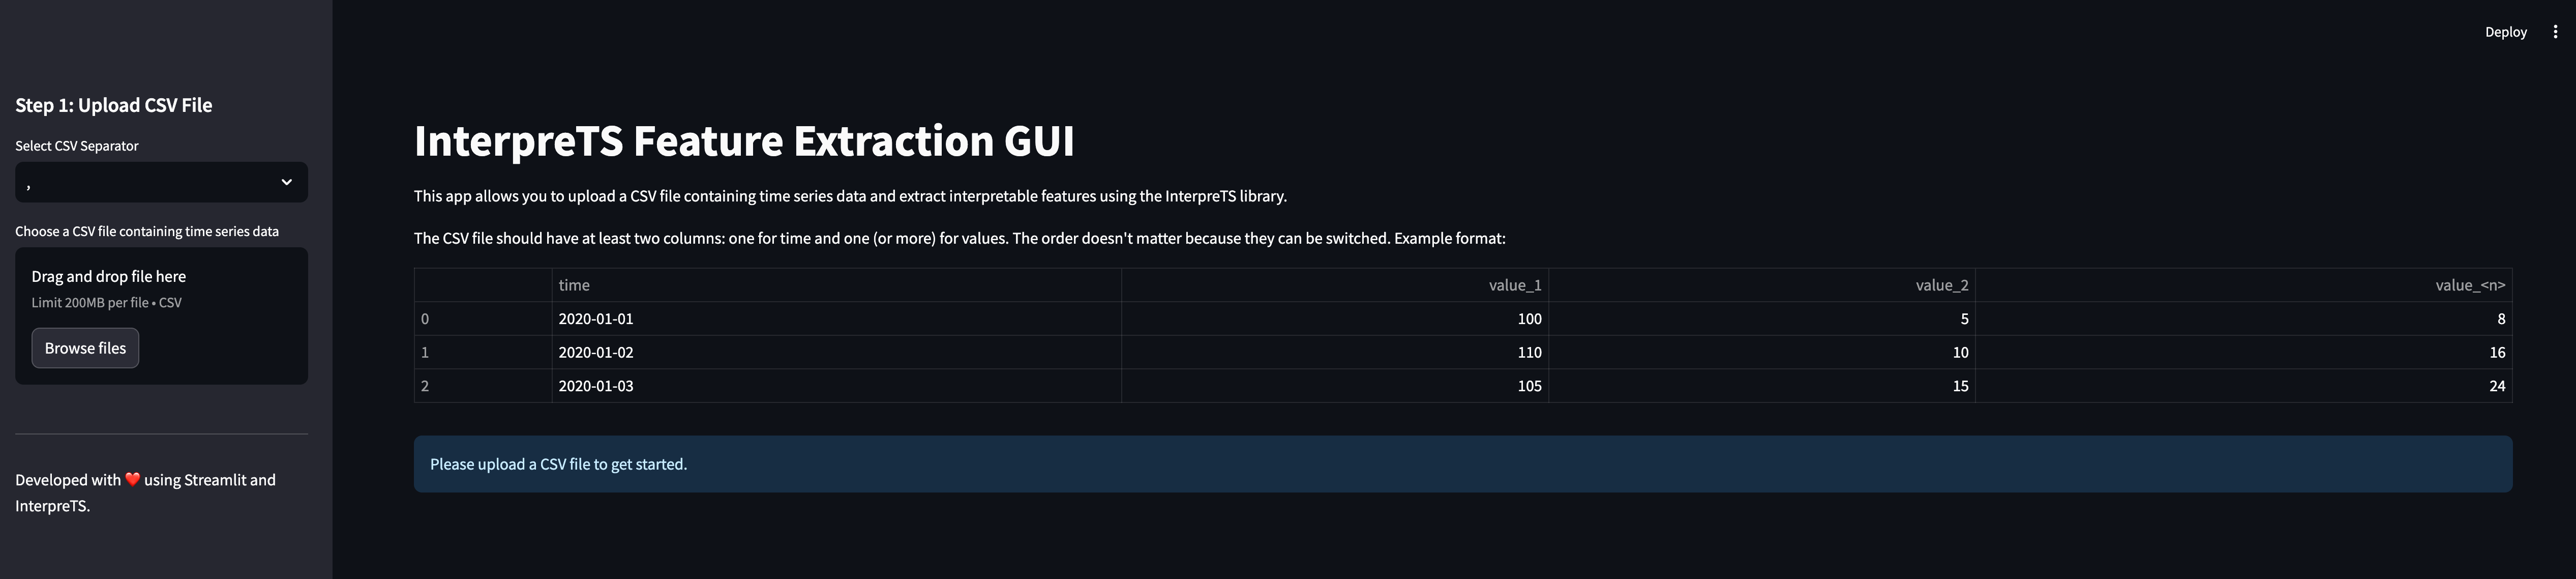 Deploy
Step 1: Upload CSV File
Select CSV Separator
,
Choose a CSV file containing time series data
Drag and drop file here
Limit 200MB per file • CSV
Browse files
Developed with ❤️ using Streamlit and
InterpreTS.
InterpreTS Feature Extraction GUI
This app allows you to upload a CSV file containing time series data and extract interpretable features using the InterpreTS library.
The CSV file should have at least two columns: one for time and one (or more) for values. The order doesn't matter because they can be switched. Example format:
time value_1 value_2 value_<n>
0 2020-01-01 100 5 8
1 2020-01-02 110 10 16
2 2020-01-03 105 15 24
Please upload a CSV file to get started.